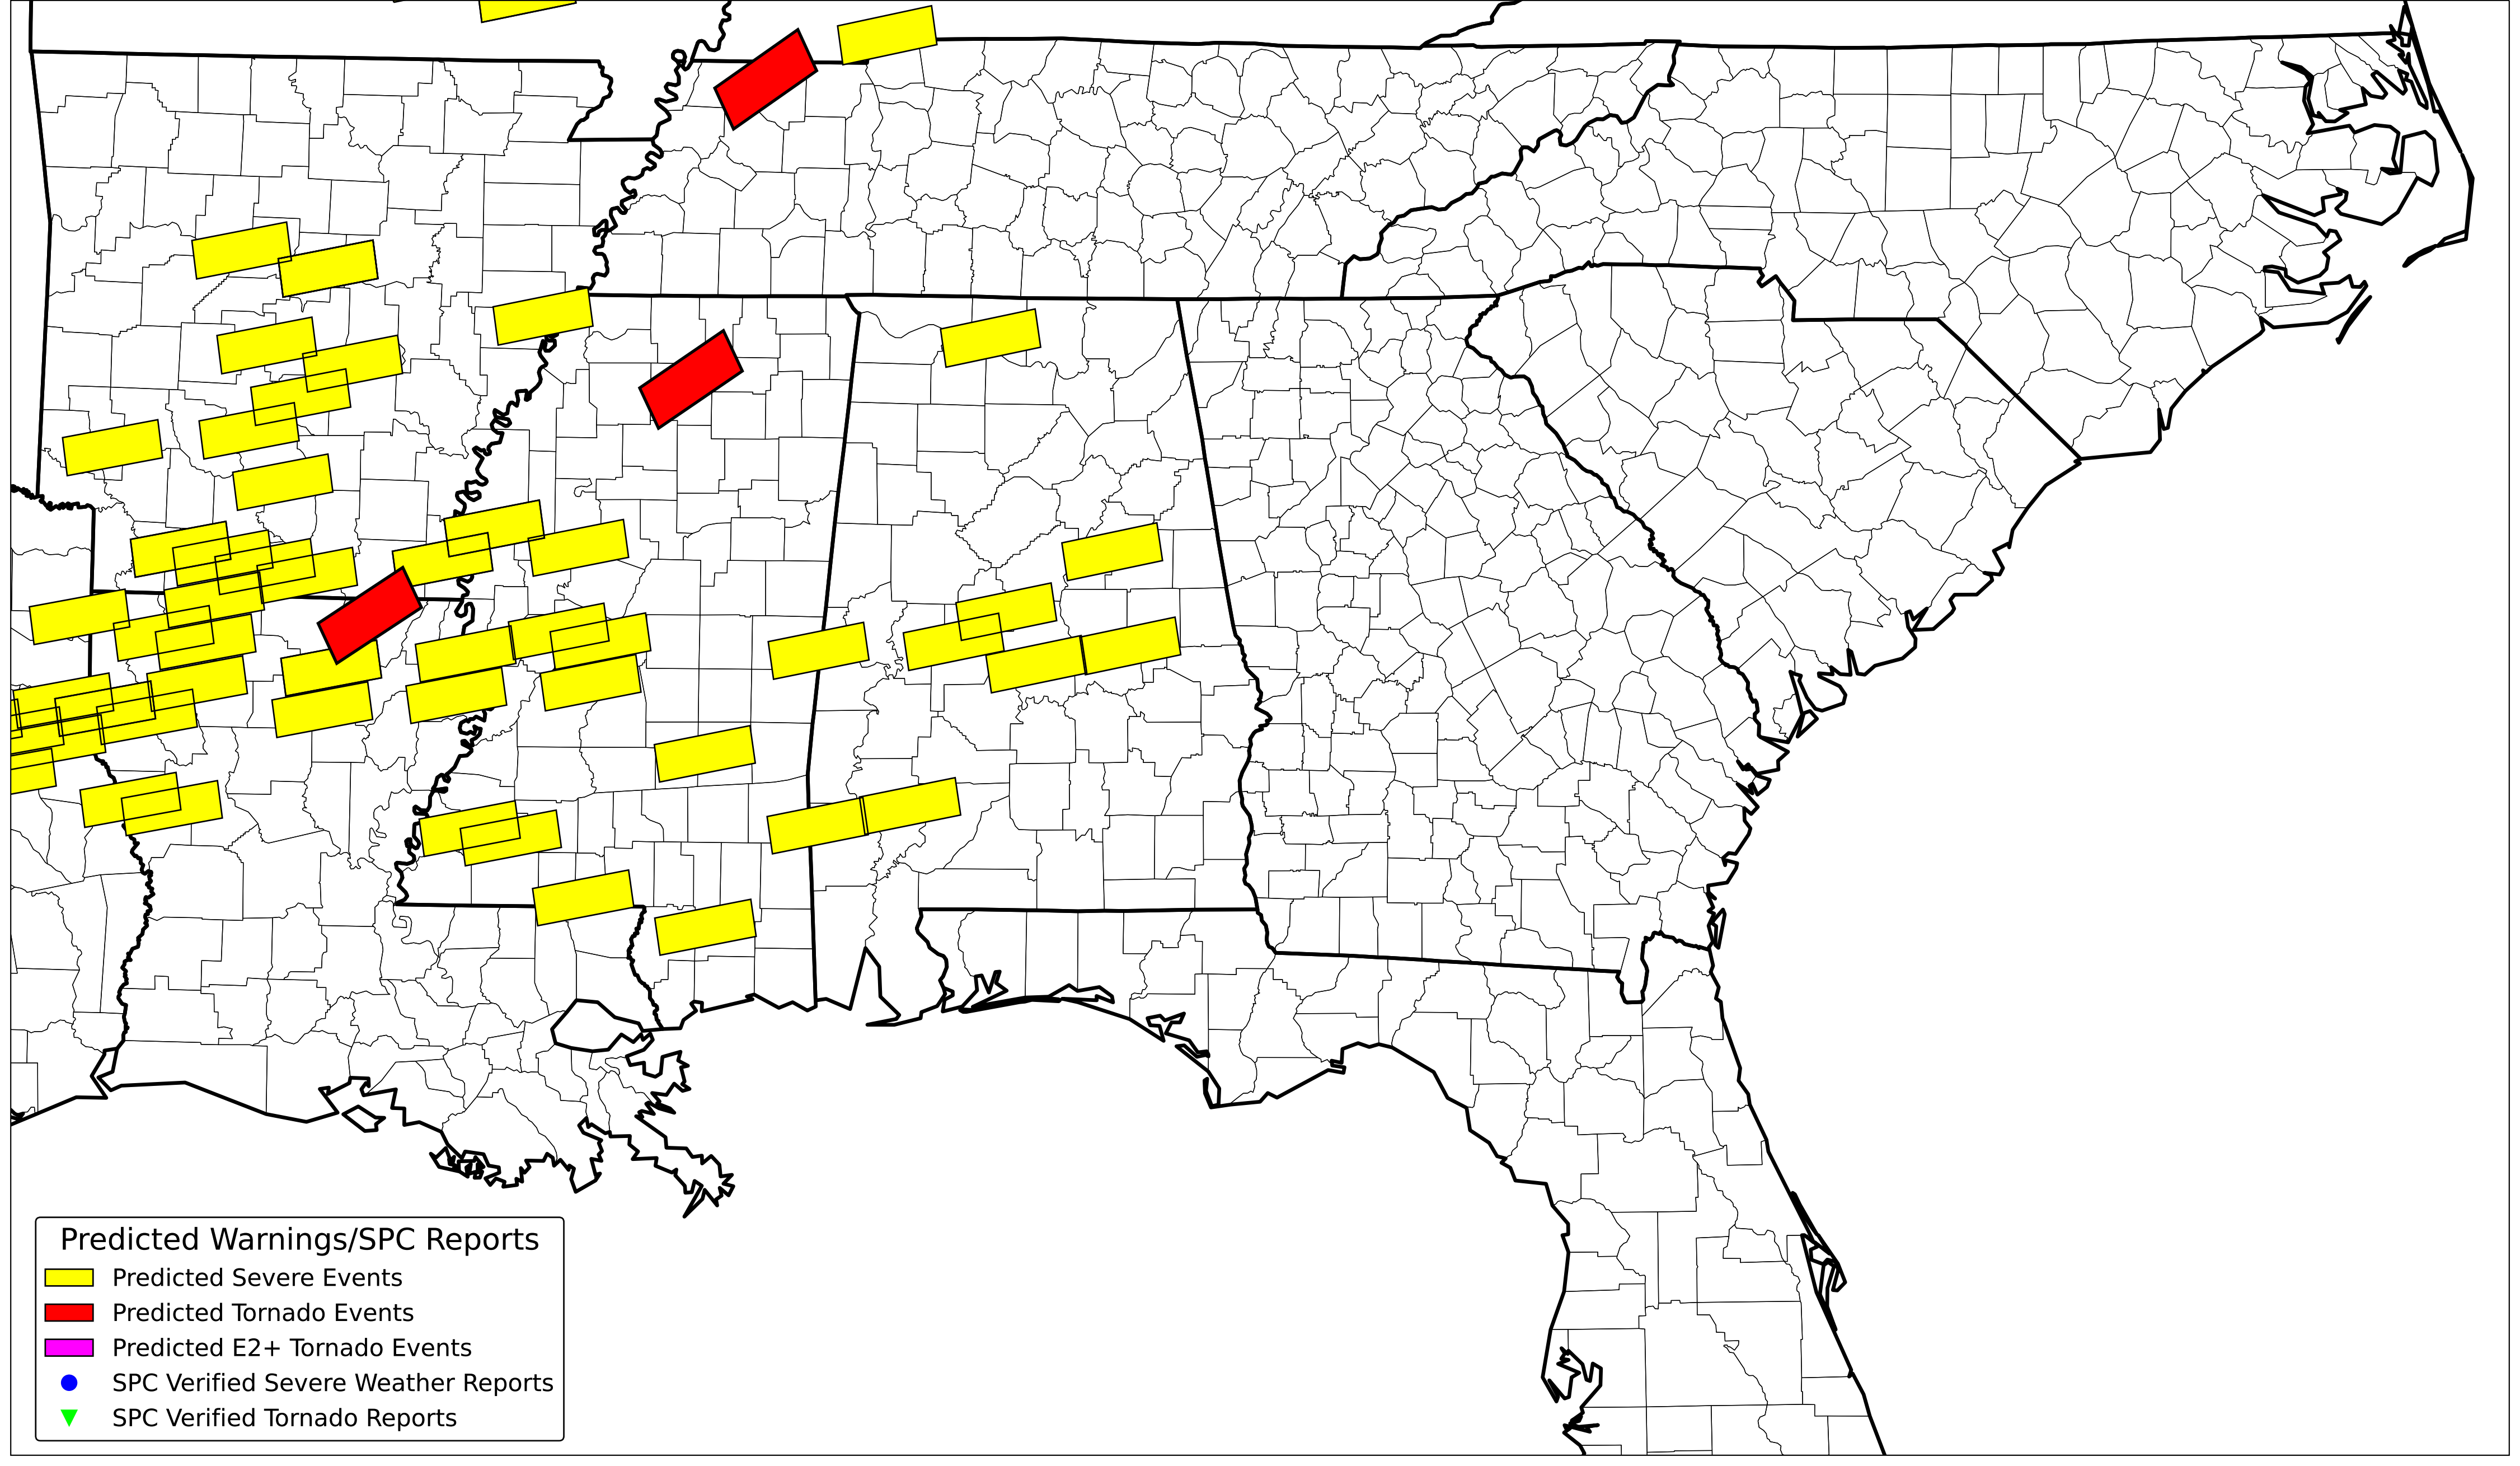 Predicted Warnings/SPC Reports
Predicted Severe Events
Predicted Tornado Events
Predicted E2+ Tornado Events
SPC Verified Severe Weather Reports
SPC Verified Tornado Reports